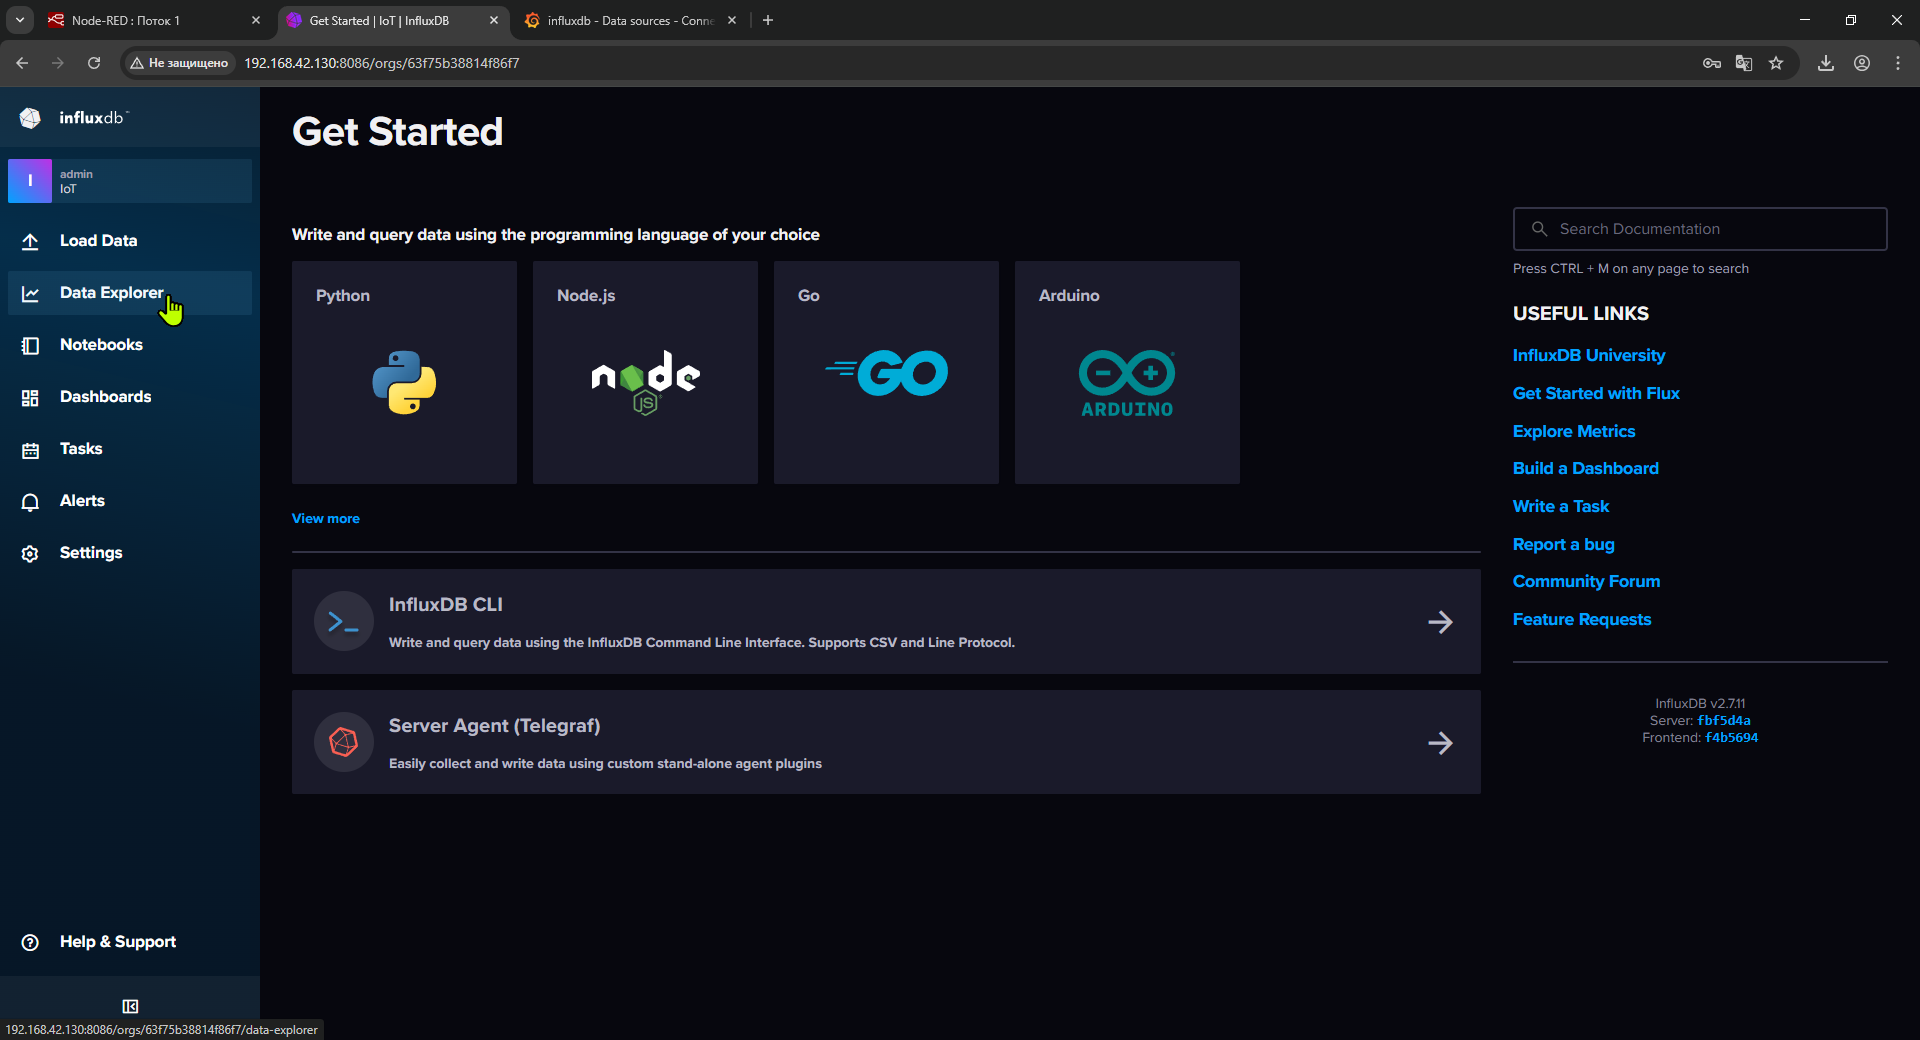 Node-RED : Поток 1
Get Started | IoT | InfluxDB
influxdb - Data sources - Conne
Не защищено
192.168.42.130:8086/orgs/63f75b38814f86f7
influxdb™
I
admin
IoT
Load Data
Data Explorer
Notebooks
Dashboards
Tasks
Alerts
Settings
Help & Support
192.168.42.130:8086/orgs/63f75b38814f86f7/data-explorer
Get Started
Write and query data using the programming language of your choice
Python
Node.js
Go
Arduino
node
JS
GO
ARDUINO
View more
InfluxDB CLI
Write and query data using the InfluxDB Command Line Interface. Supports CSV and Line Protocol.
Server Agent (Telegraf)
Easily collect and write data using custom stand-alone agent plugins
Search Documentation
Press CTRL + M on any page to search
USEFUL LINKS
InfluxDB University
Get Started with Flux
Explore Metrics
Build a Dashboard
Write a Task
Report a bug
Community Forum
Feature Requests
InfluxDB v2.7.11
Server: fbf5d4a
Frontend: f4b5694